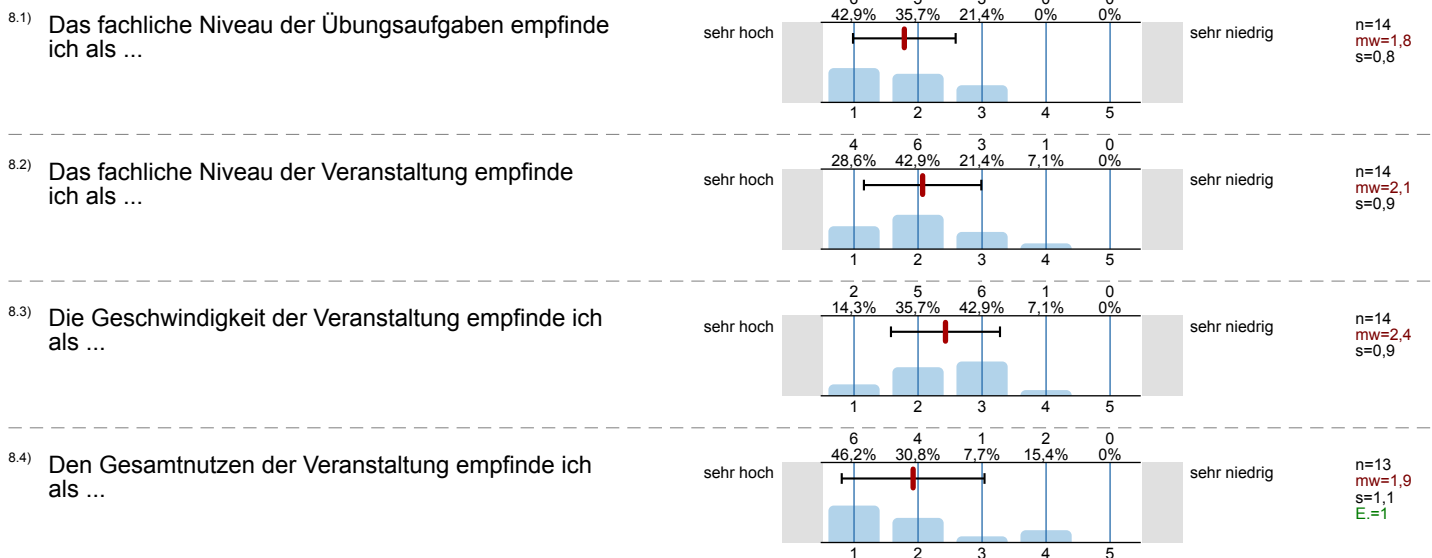 8.1) Das fachliche Niveau der Übungsaufgaben empfinde
ich als ...
sehr hoch
42,9% 35,7% 21,4% 0% 0%
1 2 3 4 5
sehr niedrig
n=14
mw=1,8
s=0,8
8.2) Das fachliche Niveau der Veranstaltung empfinde
ich als ...
sehr hoch
4 6 3 1 0
28,6% 42,9% 21,4% 7,1% 0%
1 2 3 4 5
sehr niedrig
n=14
mw=2,1
s=0,9
8.3) Die Geschwindigkeit der Veranstaltung empfinde ich
als ...
sehr hoch
2 5 6 1 0
14,3% 35,7% 42,9% 7,1% 0%
1 2 3 4 5
sehr niedrig
n=14
mw=2,4
s=0,9
8.4) Den Gesamtnutzen der Veranstaltung empfinde ich
als ...
sehr hoch
6 4 1 2 0
46,2% 30,8% 7,7% 15,4% 0%
1 2 3 4 5
sehr niedrig
n=13
mw=1,9
s=1,1
E.=1